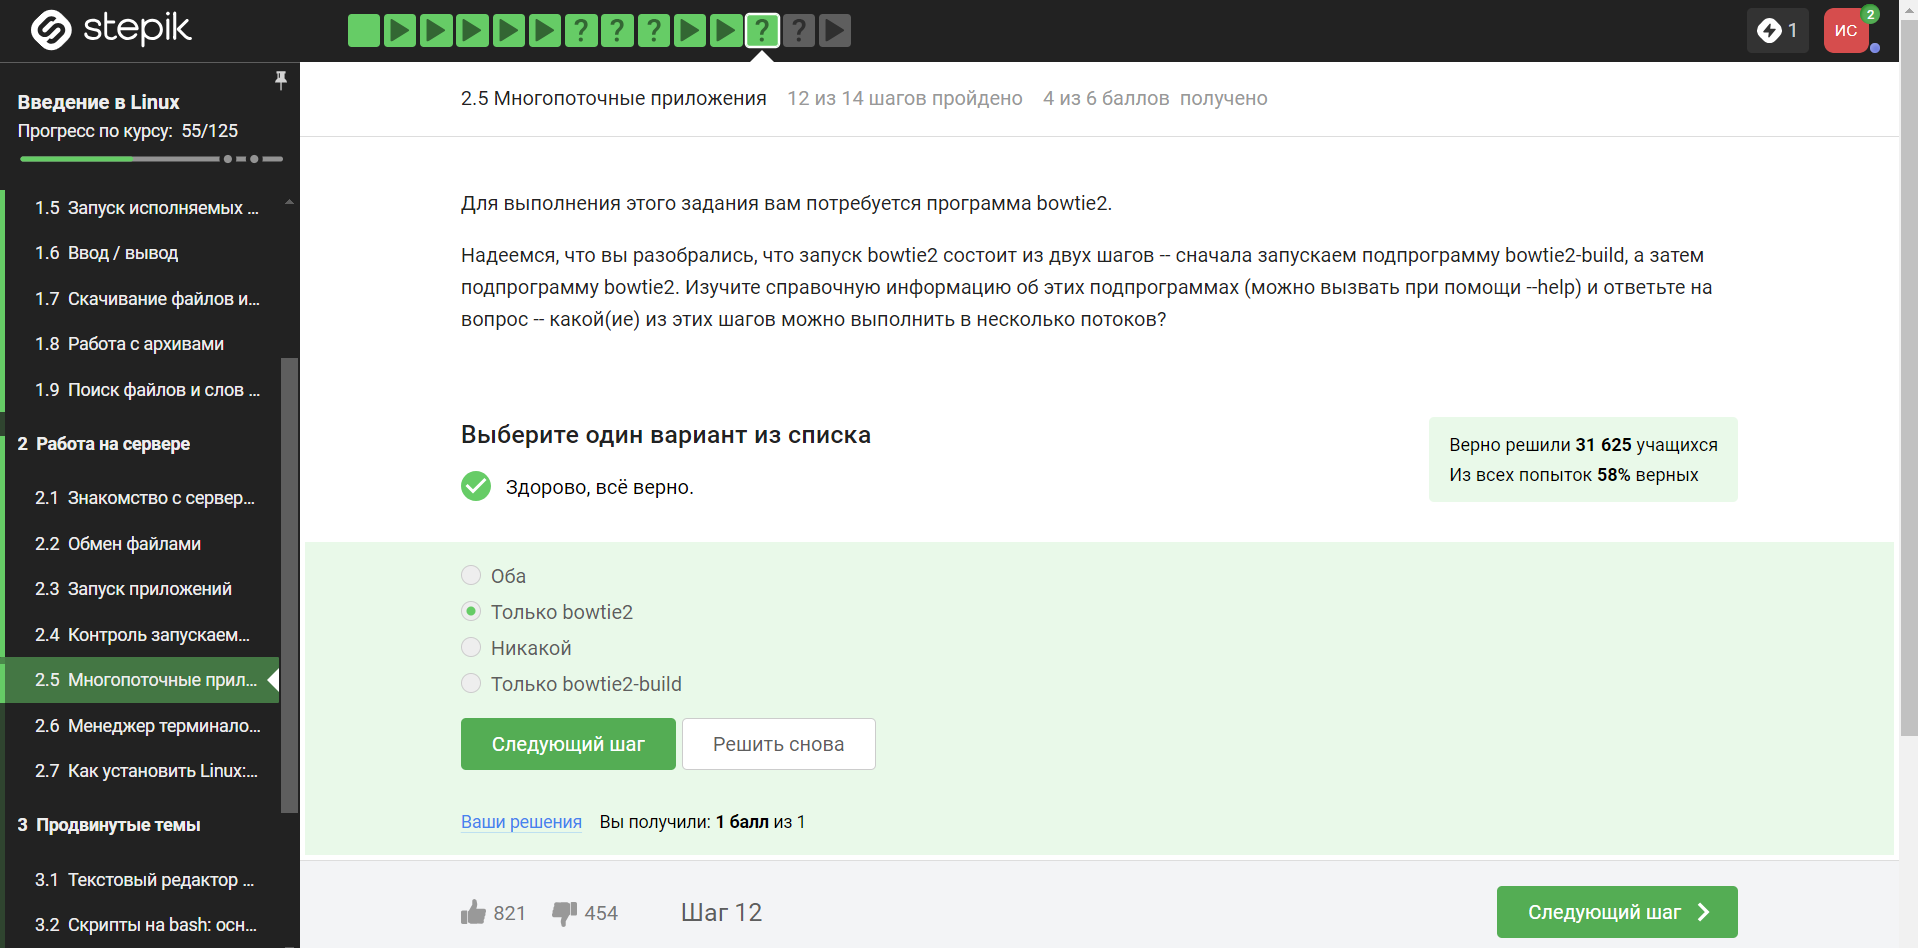 stepik
? ? ? ? ?
1
ИС
2
Введение в Linux
Прогресс по курсу: 55/125
1.5 Запуск исполняемых ...
1.6 Ввод / вывод
1.7 Скачивание файлов и...
1.8 Работа с архивами
1.9 Поиск файлов и слов ...
2 Работа на сервере
2.1 Знакомство с сервер...
2.2 Обмен файлами
2.3 Запуск приложений
2.4 Контроль запускаем...
2.5 Многопоточные прил...
2.6 Менеджер терминало...
2.7 Как установить Linux:...
3 Продвинутые темы
3.1 Текстовый редактор ...
3.2 Скрипты на bash: осн...
2.5 Многопоточные приложения 12 из 14 шагов пройдено 4 из 6 баллов получено
Для выполнения этого задания вам потребуется программа bowtie2.
Надеемся, что вы разобрались, что запуск bowtie2 состоит из двух шагов -- сначала запускаем подпрограмму bowtie2-build, а затем
подпрограмму bowtie2. Изучите справочную информацию об этих подпрограммах (можно вызвать при помощи --help) и ответьте на
вопрос -- какой(ие) из этих шагов можно выполнить в несколько потоков?
Выберите один вариант из списка
Здорово, всё верно.
Верно решили 31 625 учащихся
Из всех попыток 58% верных
Оба
Только bowtie2
Никакой
Только bowtie2-build
Следующий шаг
Решить снова
Ваши решения Вы получили: 1 балл из 1
821 454 Шаг 12
Следующий шаг